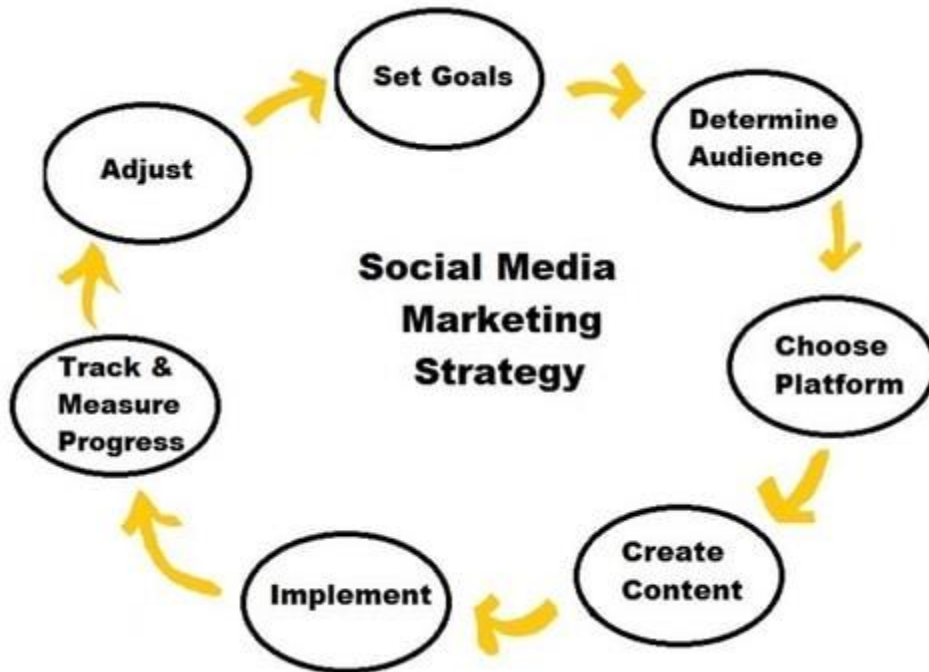 Set Goals
Determine
Audience
Choose
Platform
Create
Content
Implement
Track &
Measure
Progress
Adjust
Social Media
Marketing
Strategy